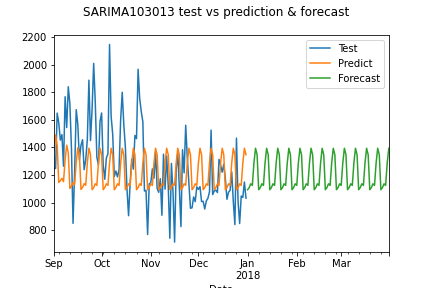 SARIMA103013 test vs prediction & forecast
2200
2000
1800
1600
1400
1200
1000
800
Test
Predict
Forecast
Sep
Oct
Nov
Dec
Jan
2018
Feb
Mar